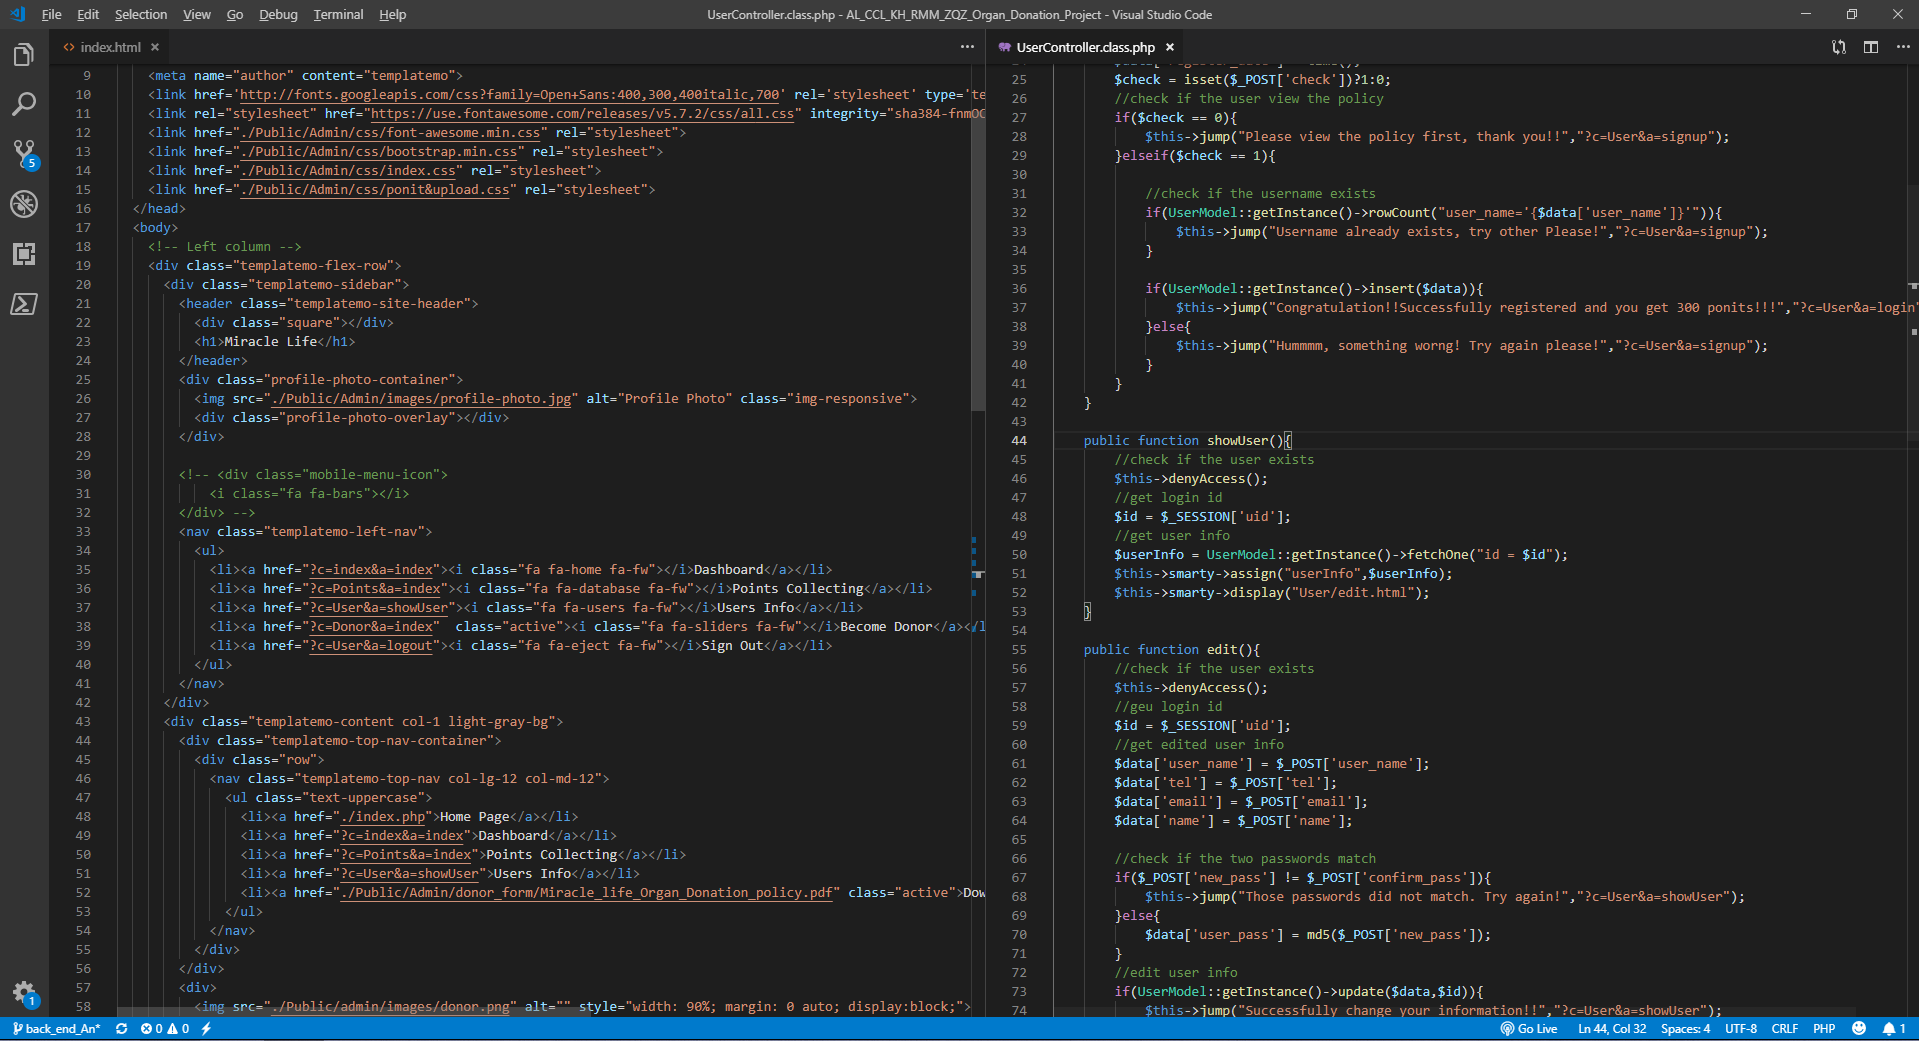 File Edit Selection View Go Debug Terminal Help
UserController.class.php - AL_CCL_KH_RMM_ZQZ_Organ_Donation_Project - Visual Studio Code
index.html
9 <meta name="author" content="templatemo">
10 <link href='http://fonts.googleapis.com/css?family=Open+Sans:400,300,400italic,700' rel='stylesheet' type='te
11 <link rel="stylesheet" href="https://use.fontawesome.com/releases/v5.7.2/css/all.css" integrity="sha384-fnmOC
12 <link href="./Public/Admin/css/font-awesome.min.css" rel="stylesheet">
13 <link href="./Public/Admin/css/bootstrap.min.css" rel="stylesheet">
14 <link href="./Public/Admin/css/index.css" rel="stylesheet">
15 <link href="./Public/Admin/css/ponit&upload.css" rel="stylesheet">
16 </head>
17 <body>
18 <!-- Left column -->
19 <div class="templatemo-flex-row">
20 <div class="templatemo-sidebar">
21 <header class="templatemo-site-header">
22 <div class="square"></div>
23 <h1>Miracle Life</h1>
24 </header>
25 <div class="profile-photo-container">
26 <img src="./Public/Admin/images/profile-photo.jpg" alt="Profile Photo" class="img-responsive">
27 <div class="profile-photo-overlay"></div>
28 </div>
29
30 <!-- <div class="mobile-menu-icon">
31 <i class="fa fa-bars"></i>
32 </div> -->
33 <nav class="templatemo-left-nav">
34 <ul>
35 <li><a href="?c=index&a=index"><i class="fa fa-home fa-fw"></i>Dashboard</a></li>
36 <li><a href="?c=Points&a=index"><i class="fa fa-database fa-fw"></i>Points Collecting</a></li>
37 <li><a href="?c=User&a=showUser"><i class="fa fa-users fa-fw"></i>Users Info</a></li>
38 <li><a href="?c=Donor&a=index" class="active"><i class="fa fa-sliders fa-fw"></i>Become Donor</a></l
39 <li><a href="?c=User&a=logout"><i class="fa fa-eject fa-fw"></i>Sign Out</a></li>
40 </ul>
41 </nav>
42 </div>
43 <div class="templatemo-content col-1 light-gray-bg">
44 <div class="templatemo-top-nav-container">
45 <div class="row">
46 <nav class="templatemo-top-nav col-lg-12 col-md-12">
47 <ul class="text-uppercase">
48 <li><a href="./index.php">Home Page</a></li>
49 <li><a href="?c=index&a=index">Dashboard</a></li>
50 <li><a href="?c=Points&a=index">Points Collecting</a></li>
51 <li><a href="?c=User&a=showUser">Users Info</a></li>
52 <li><a href="./Public/Admin/donor_form/Miracle_life_Organ_Donation_policy.pdf" class="active">Dow
53 </ul>
54 </nav>
55 </div>
56 </div>
57 <div>
58 <img src="./Public/admin/images/donor.png" alt="" style="width: 90%; margin: 0 auto; display:block;">
UserController.class.php
25 $check = isset($_POST['check'])?1:0;
26 //check if the user view the policy
27 if($check == 0){
28 $this->jump("Please view the policy first, thank you!!","?c=User&a=signup");
29 }elseif($check == 1){
30
31 //check if the username exists
32 if(UserModel::getInstance()->rowCount("user_name='{$data['user_name']}'")){
33 $this->jump("Username already exists, try other Please!","?c=User&a=signup");
34 }
35
36 if(UserModel::getInstance()->insert($data)){
37 $this->jump("Congratulation!!Successfully registered and you get 300 ponits!!!","?c=User&a=login"
38 }else{
39 $this->jump("Hummmm, something worng! Try again please!","?c=User&a=signup");
40 }
41 }
42 }
43
44 public function showUser(){
45 //check if the user exists
46 $this->denyAccess();
47 //get login id
48 $id = $_SESSION['uid'];
49 //get user info
50 $userInfo = UserModel::getInstance()->fetchOne("id = $id");
51 $this->smarty->assign("userInfo",$userInfo);
52 $this->smarty->display("User/edit.html");
53 }
54
55 public function edit(){
56 //check if the user exists
57 $this->denyAccess();
58 //geu login id
59 $id = $_SESSION['uid'];
60 //get edited user info
61 $data['user_name'] = $_POST['user_name'];
62 $data['tel'] = $_POST['tel'];
63 $data['email'] = $_POST['email'];
64 $data['name'] = $_POST['name'];
65
66 //check if the two passwords match
67 if($_POST['new_pass'] != $_POST['confirm_pass']){
68 $this->jump("Those passwords did not match. Try again!","?c=User&a=showUser");
69 }else{
70 $data['user_pass'] = md5($_POST['new_pass']);
71 }
72 //edit user info
73 if(UserModel::getInstance()->update($data,$id)){
74 $this->jump("Successfully change your information!!","?c=User&a=showUser");
5
1
back_end_An* 0 0 Go Live Ln 44, Col 32 Spaces: 4 UTF-8 CRLF PHP 1